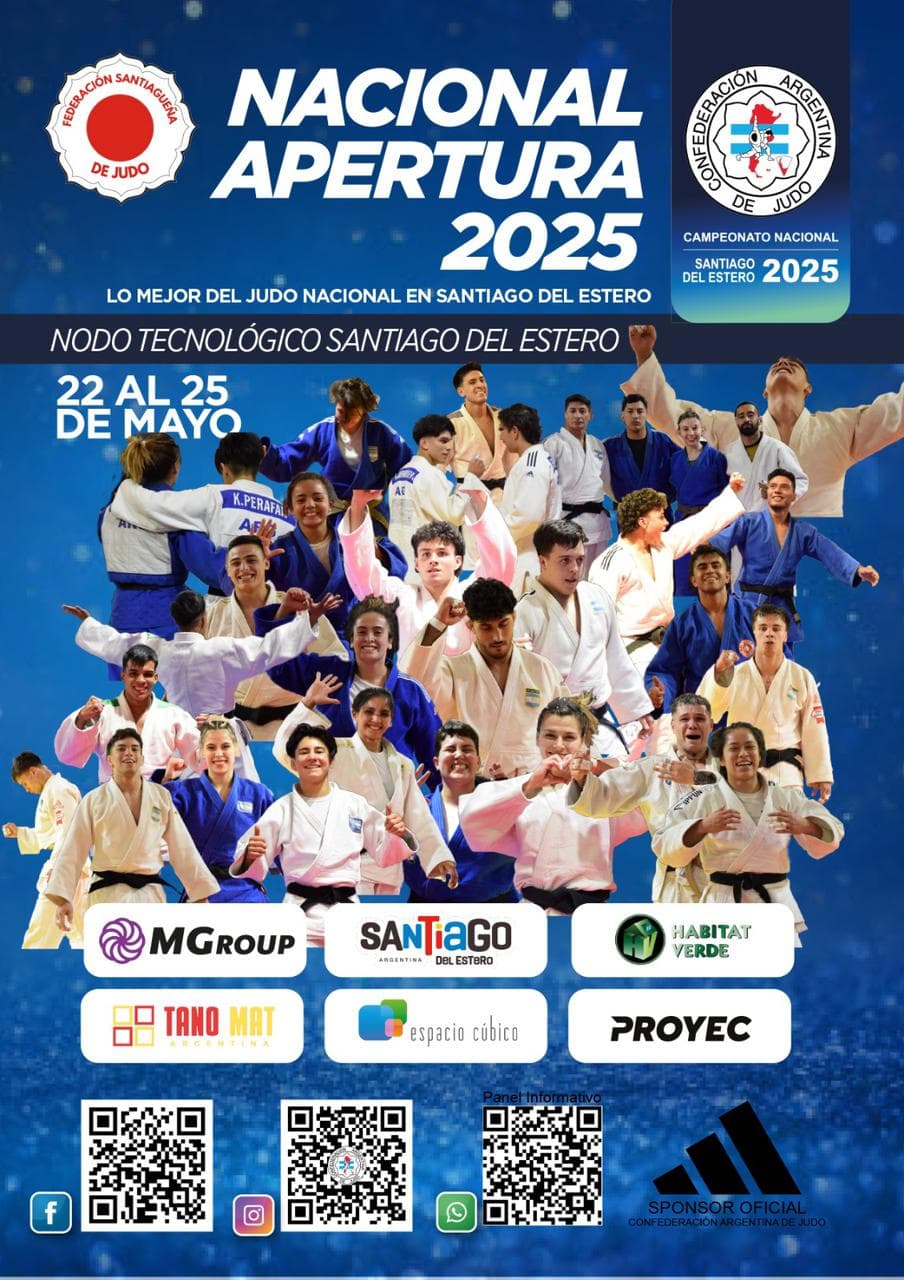 FEDERACIÓN SANTIAGUEÑA
DE JUDO
NACIONAL
APERTURA
2025
CONFEDERACIÓN ARGENTINA
DE JUDO
CAMPEONATO NACIONAL
SANTIAGO
DEL ESTERO 2025
LO MEJOR DEL JUDO NACIONAL EN SANTIAGO DEL ESTERO
NODO TECNOLÓGICO SANTIAGO DEL ESTERO
22 AL 25
DE MAYO
K.PERAFA
MGROUP
SANTIAGO
ARGENTINA DEL ESTERO
HABITAT
VERDE
TANO MAT
ARGENTINA
espacio cúbico
PROYEC
Panel Informativo
SPONSOR OFICIAL
CONFEDERACIÓN ARGENTINA DE JUDO